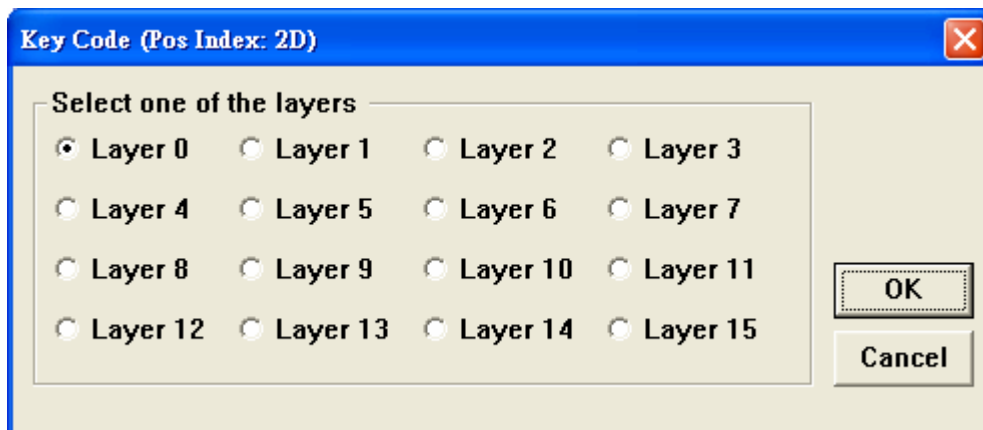 Key Code (Pos Index: 2D)
Select one of the layers
Layer 0 Layer 1 Layer 2 Layer 3
Layer 4 Layer 5 Layer 6 Layer 7
Layer 8 Layer 9 Layer 10 Layer 11
Layer 12 Layer 13 Layer 14 Layer 15
OK
Cancel